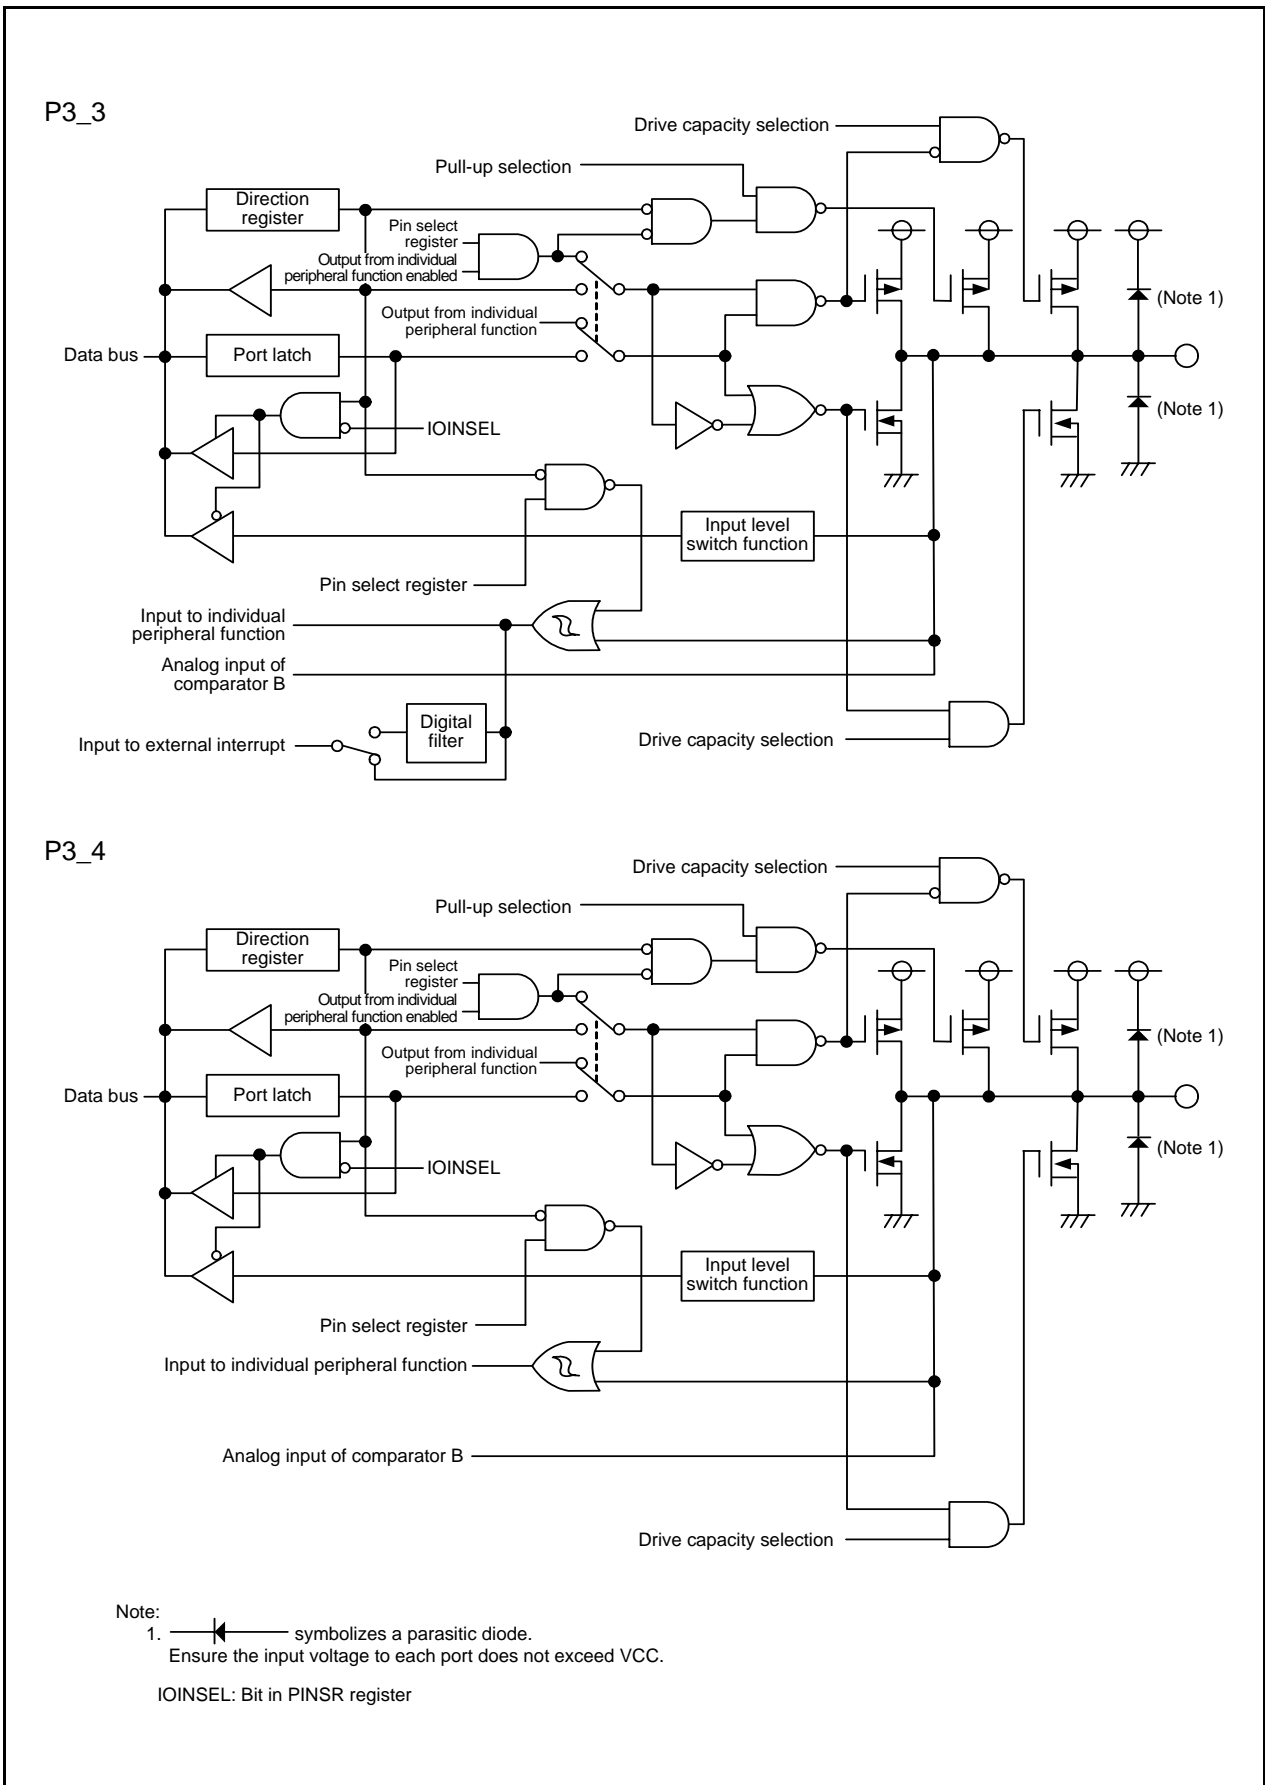 P3_3
Drive capacity selection
Pull-up selection
Direction
register
Pin select
register
Output from individual
peripheral function enabled
(Note 1)
Output from individual
peripheral function
Data bus
Port latch
(Note 1)
IOINSEL
Input level
switch function
Pin select register
Input to individual
peripheral function
Analog input of
comparator B
Digital
filter
Input to external interrupt
Drive capacity selection
P3_4
Drive capacity selection
Pull-up selection
Direction
register
Pin select
register
Output from individual
peripheral function enabled
(Note 1)
Output from individual
peripheral function
Data bus
Port latch
(Note 1)
IOINSEL
Input level
switch function
Pin select register
Input to individual peripheral function
Analog input of comparator B
Drive capacity selection
Note:
1. symbolizes a parasitic diode.
Ensure the input voltage to each port does not exceed VCC.
IOINSEL: Bit in PINSR register